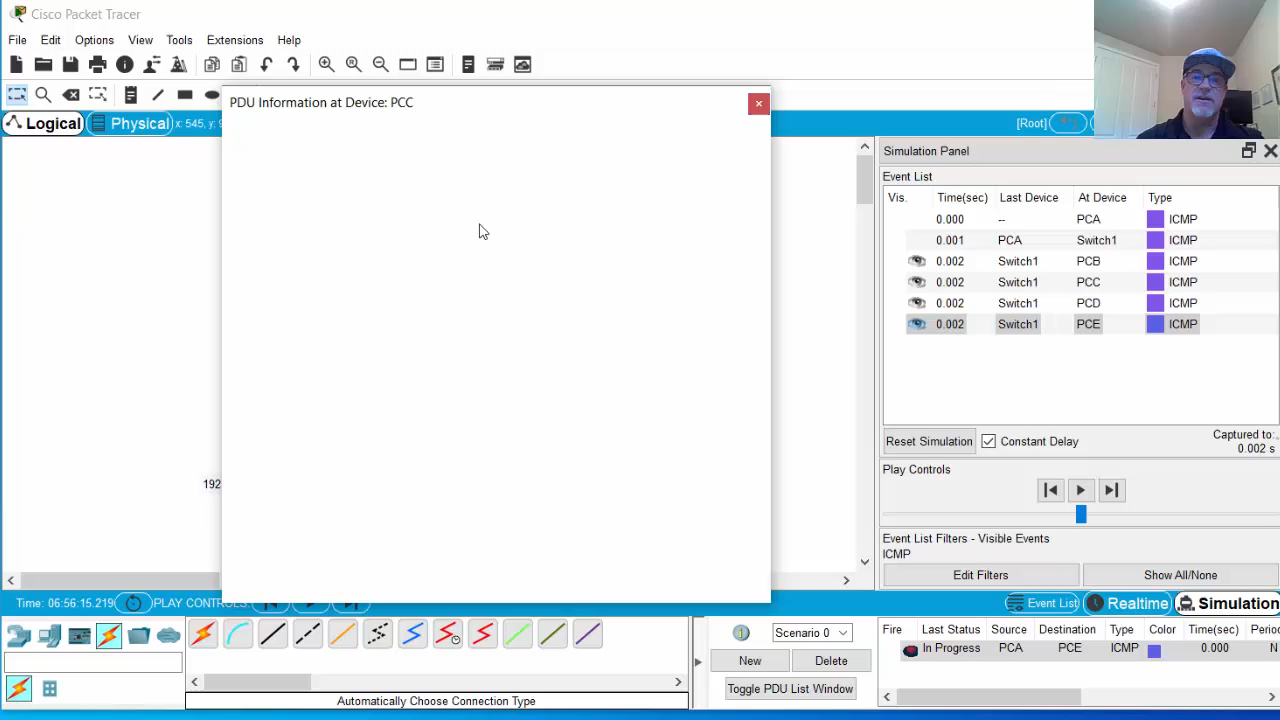 Cisco Packet Tracer
File Edit Options View Tools Extensions Help
PDU Information at Device: PCC
Logical Physical x: 545, y: 9 [Root]
Simulation Panel
Event List
Vis. Time(sec) Last Device At Device Type
0.000 -- PCA ICMP
0.001 PCA Switch1 ICMP
0.002 Switch1 PCB ICMP
0.002 Switch1 PCC ICMP
0.002 Switch1 PCD ICMP
0.002 Switch1 PCE ICMP
Reset Simulation Constant Delay Captured to:
0.002 s
Play Controls
192
Event List Filters - Visible Events
ICMP
Edit Filters Show All/None
Time: 06:56:15.219 PLAY CONTROLS: Event List Realtime Simulation
Scenario 0 Fire Last Status Source Destination Type Color Time(sec) Perio
In Progress PCA PCE ICMP 0.000 N
New Delete
Toggle PDU List Window
Automatically Choose Connection Type